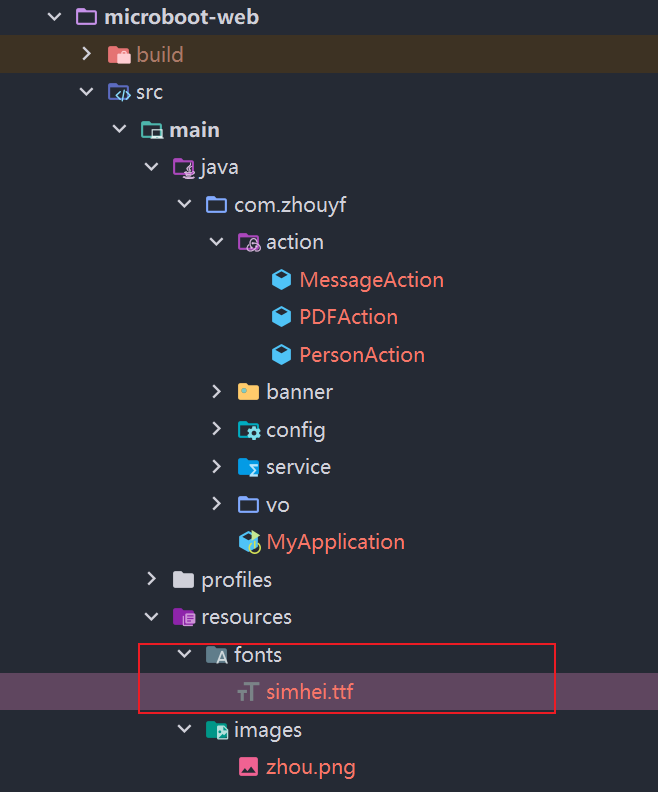 microboot-web
build
src
main
java
com.zhouyf
action
MessageAction
PDFAction
PersonAction
banner
config
service
vo
MyApplication
profiles
resources
fonts
simhei.ttf
images
zhou.png